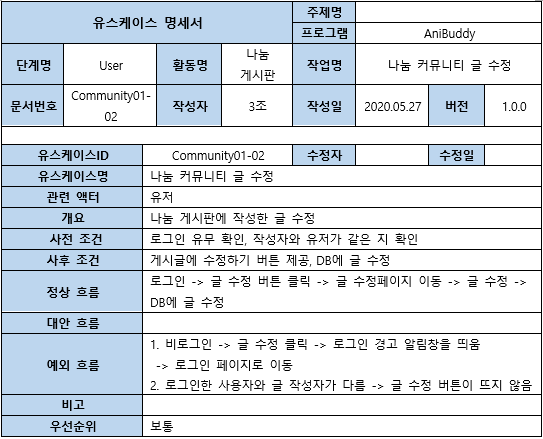 유스케이스 명세서
주제명
프로그램 AniBuddy
단계명 User 활동명 나눔 게시판 작업명 나눔 커뮤니티 글 수정
문서번호 Community01-02 작성자 3조 작성일 2020.05.27 버전 1.0.0
유스케이스ID Community01-02 수정자 수정일
유스케이스명 나눔 커뮤니티 글 수정
관련 액터 유저
개요 나눔 게시판에 작성한 글 수정
사전 조건 로그인 유무 확인, 작성자와 유저가 같은 지 확인
사후 조건 게시글에 수정하기 버튼 제공, DB에 글 수정
정상 흐름 로그인 -> 글 수정 버튼 클릭 -> 글 수정페이지 이동 -> 글 수정 ->
DB에 글 수정
대안 흐름
예외 흐름 1. 비로그인 -> 글 수정 클릭 -> 로그인 경고 알림창을 띄움
-> 로그인 페이지로 이동
2. 로그인한 사용자와 글 작성자가 다름 -> 글 수정 버튼이 뜨지 않음
비고
우선순위 보통